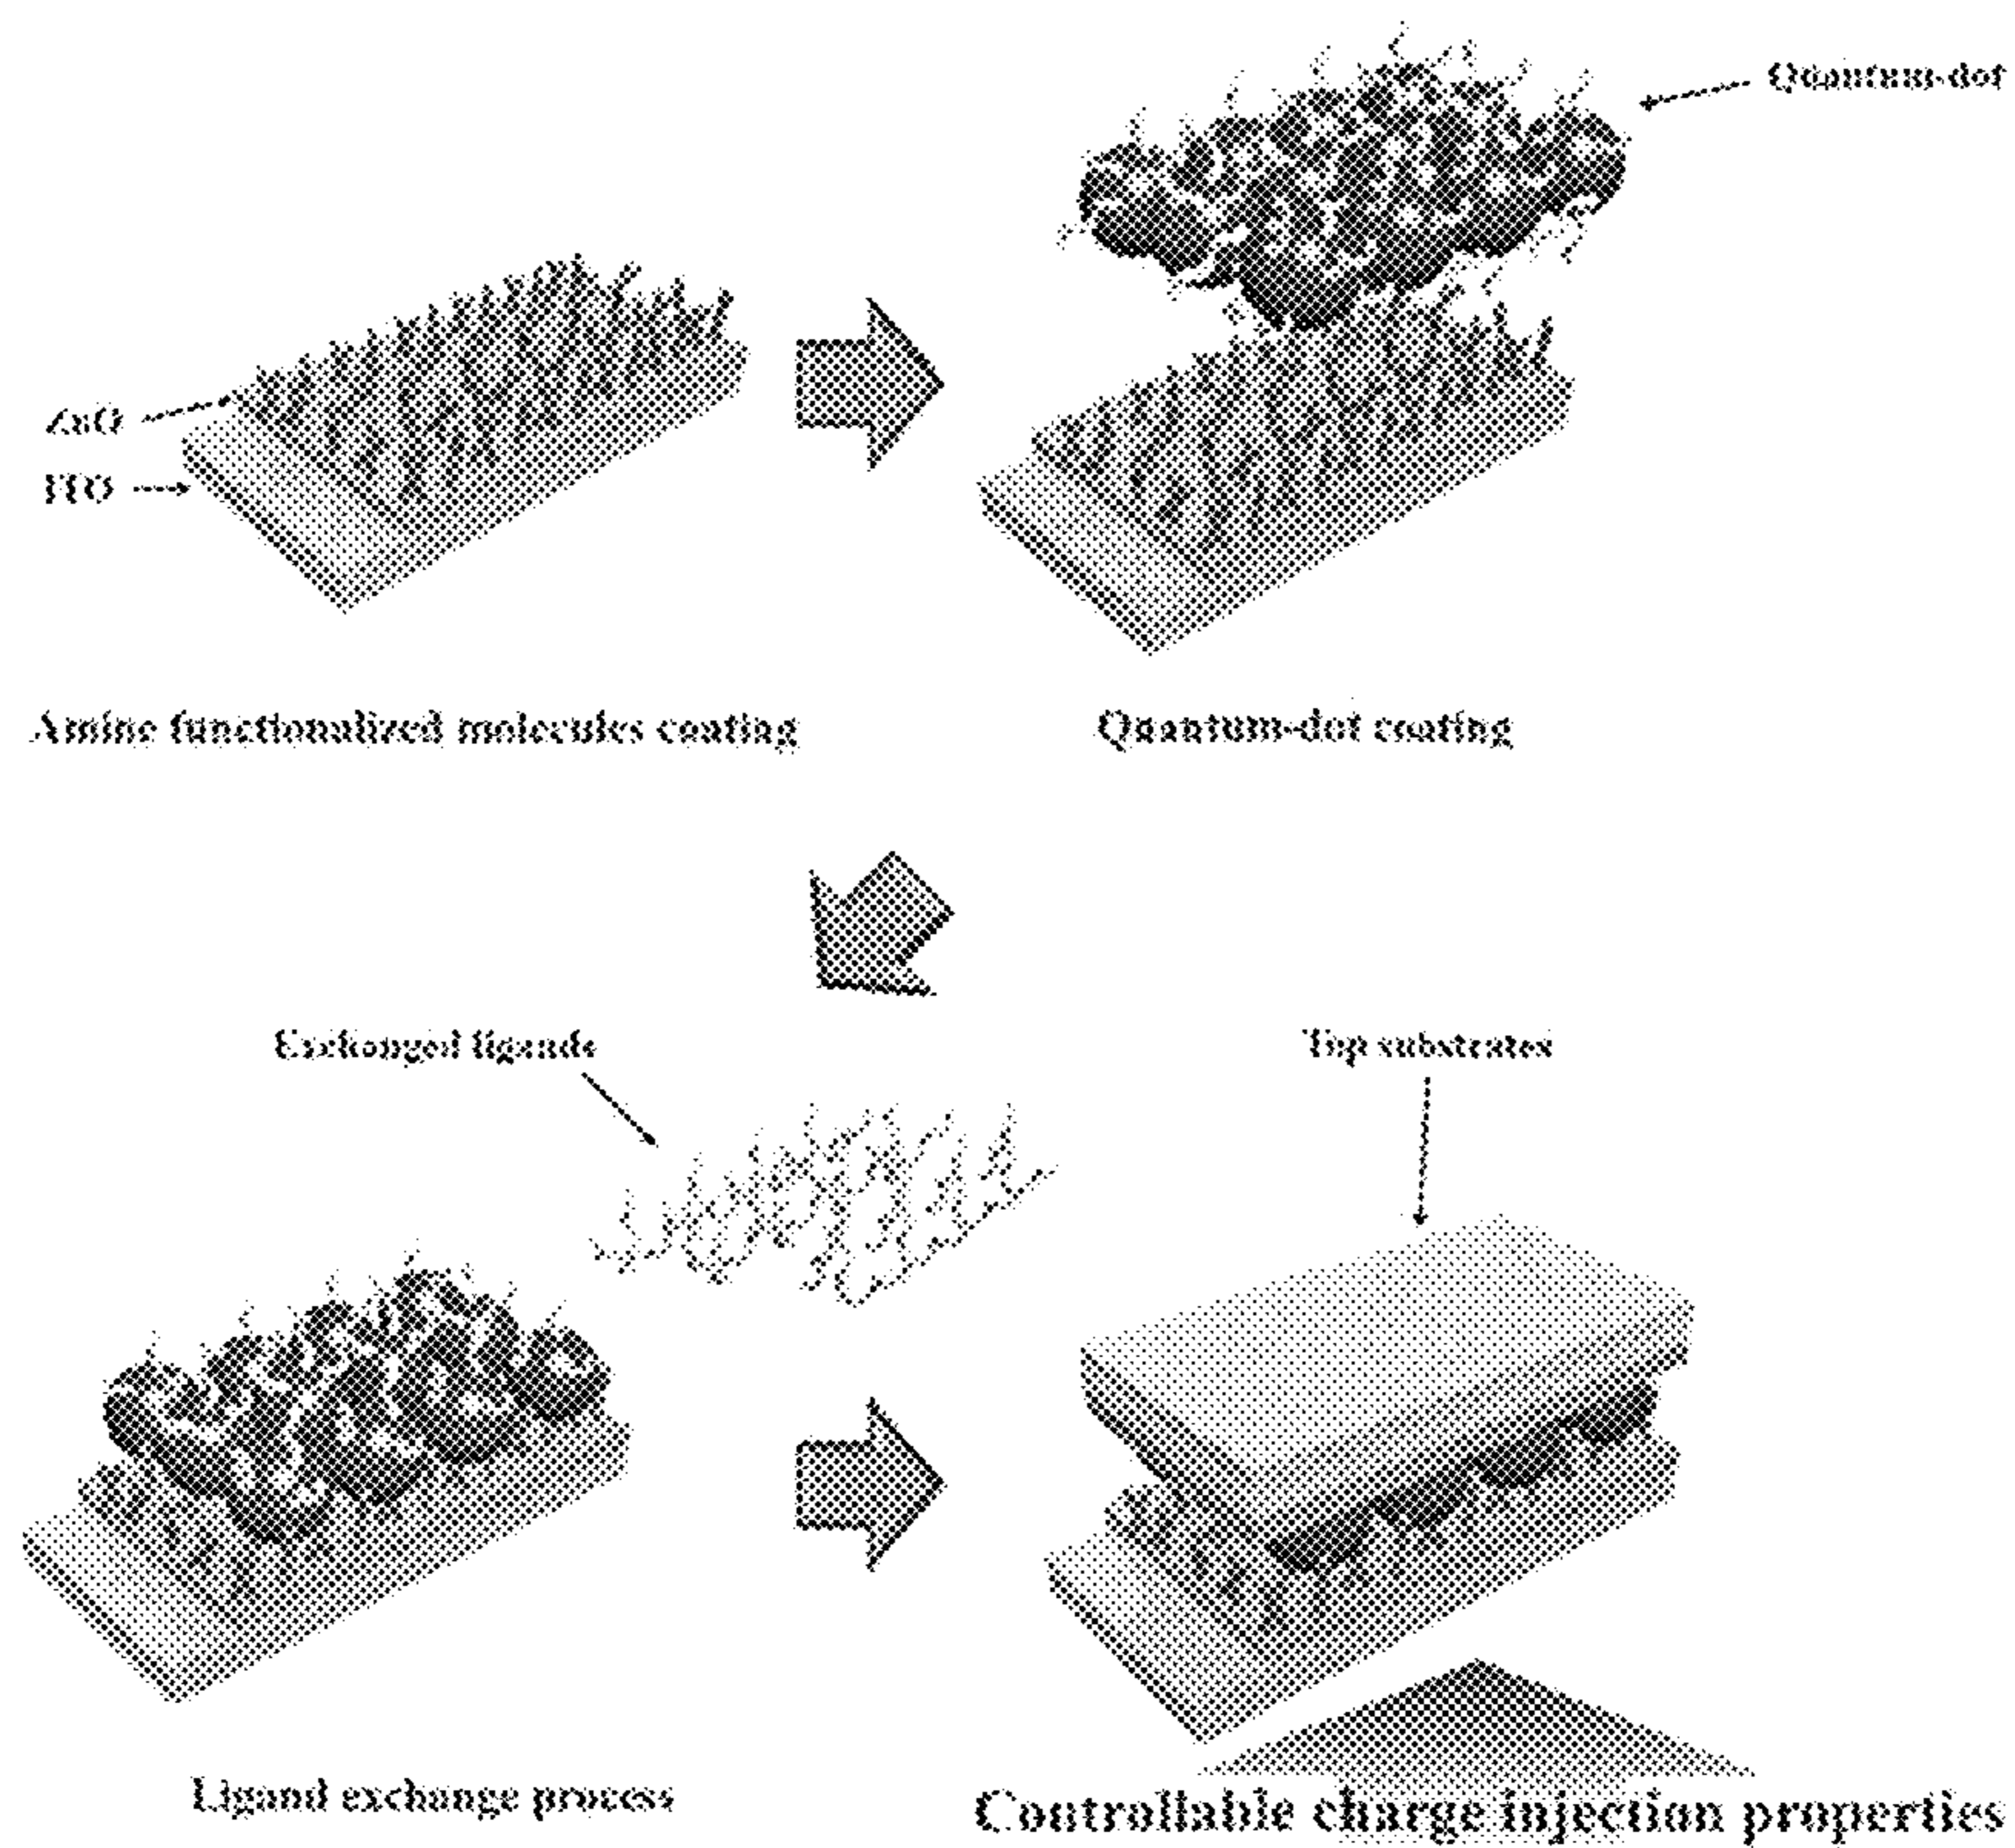 Quantum-dot
ZnO
ITO
Amine functionalized molecules coating
Quantum-dot coating
Exchanged ligands
Top substrates
Ligand exchange process
Controllable charge injection properties